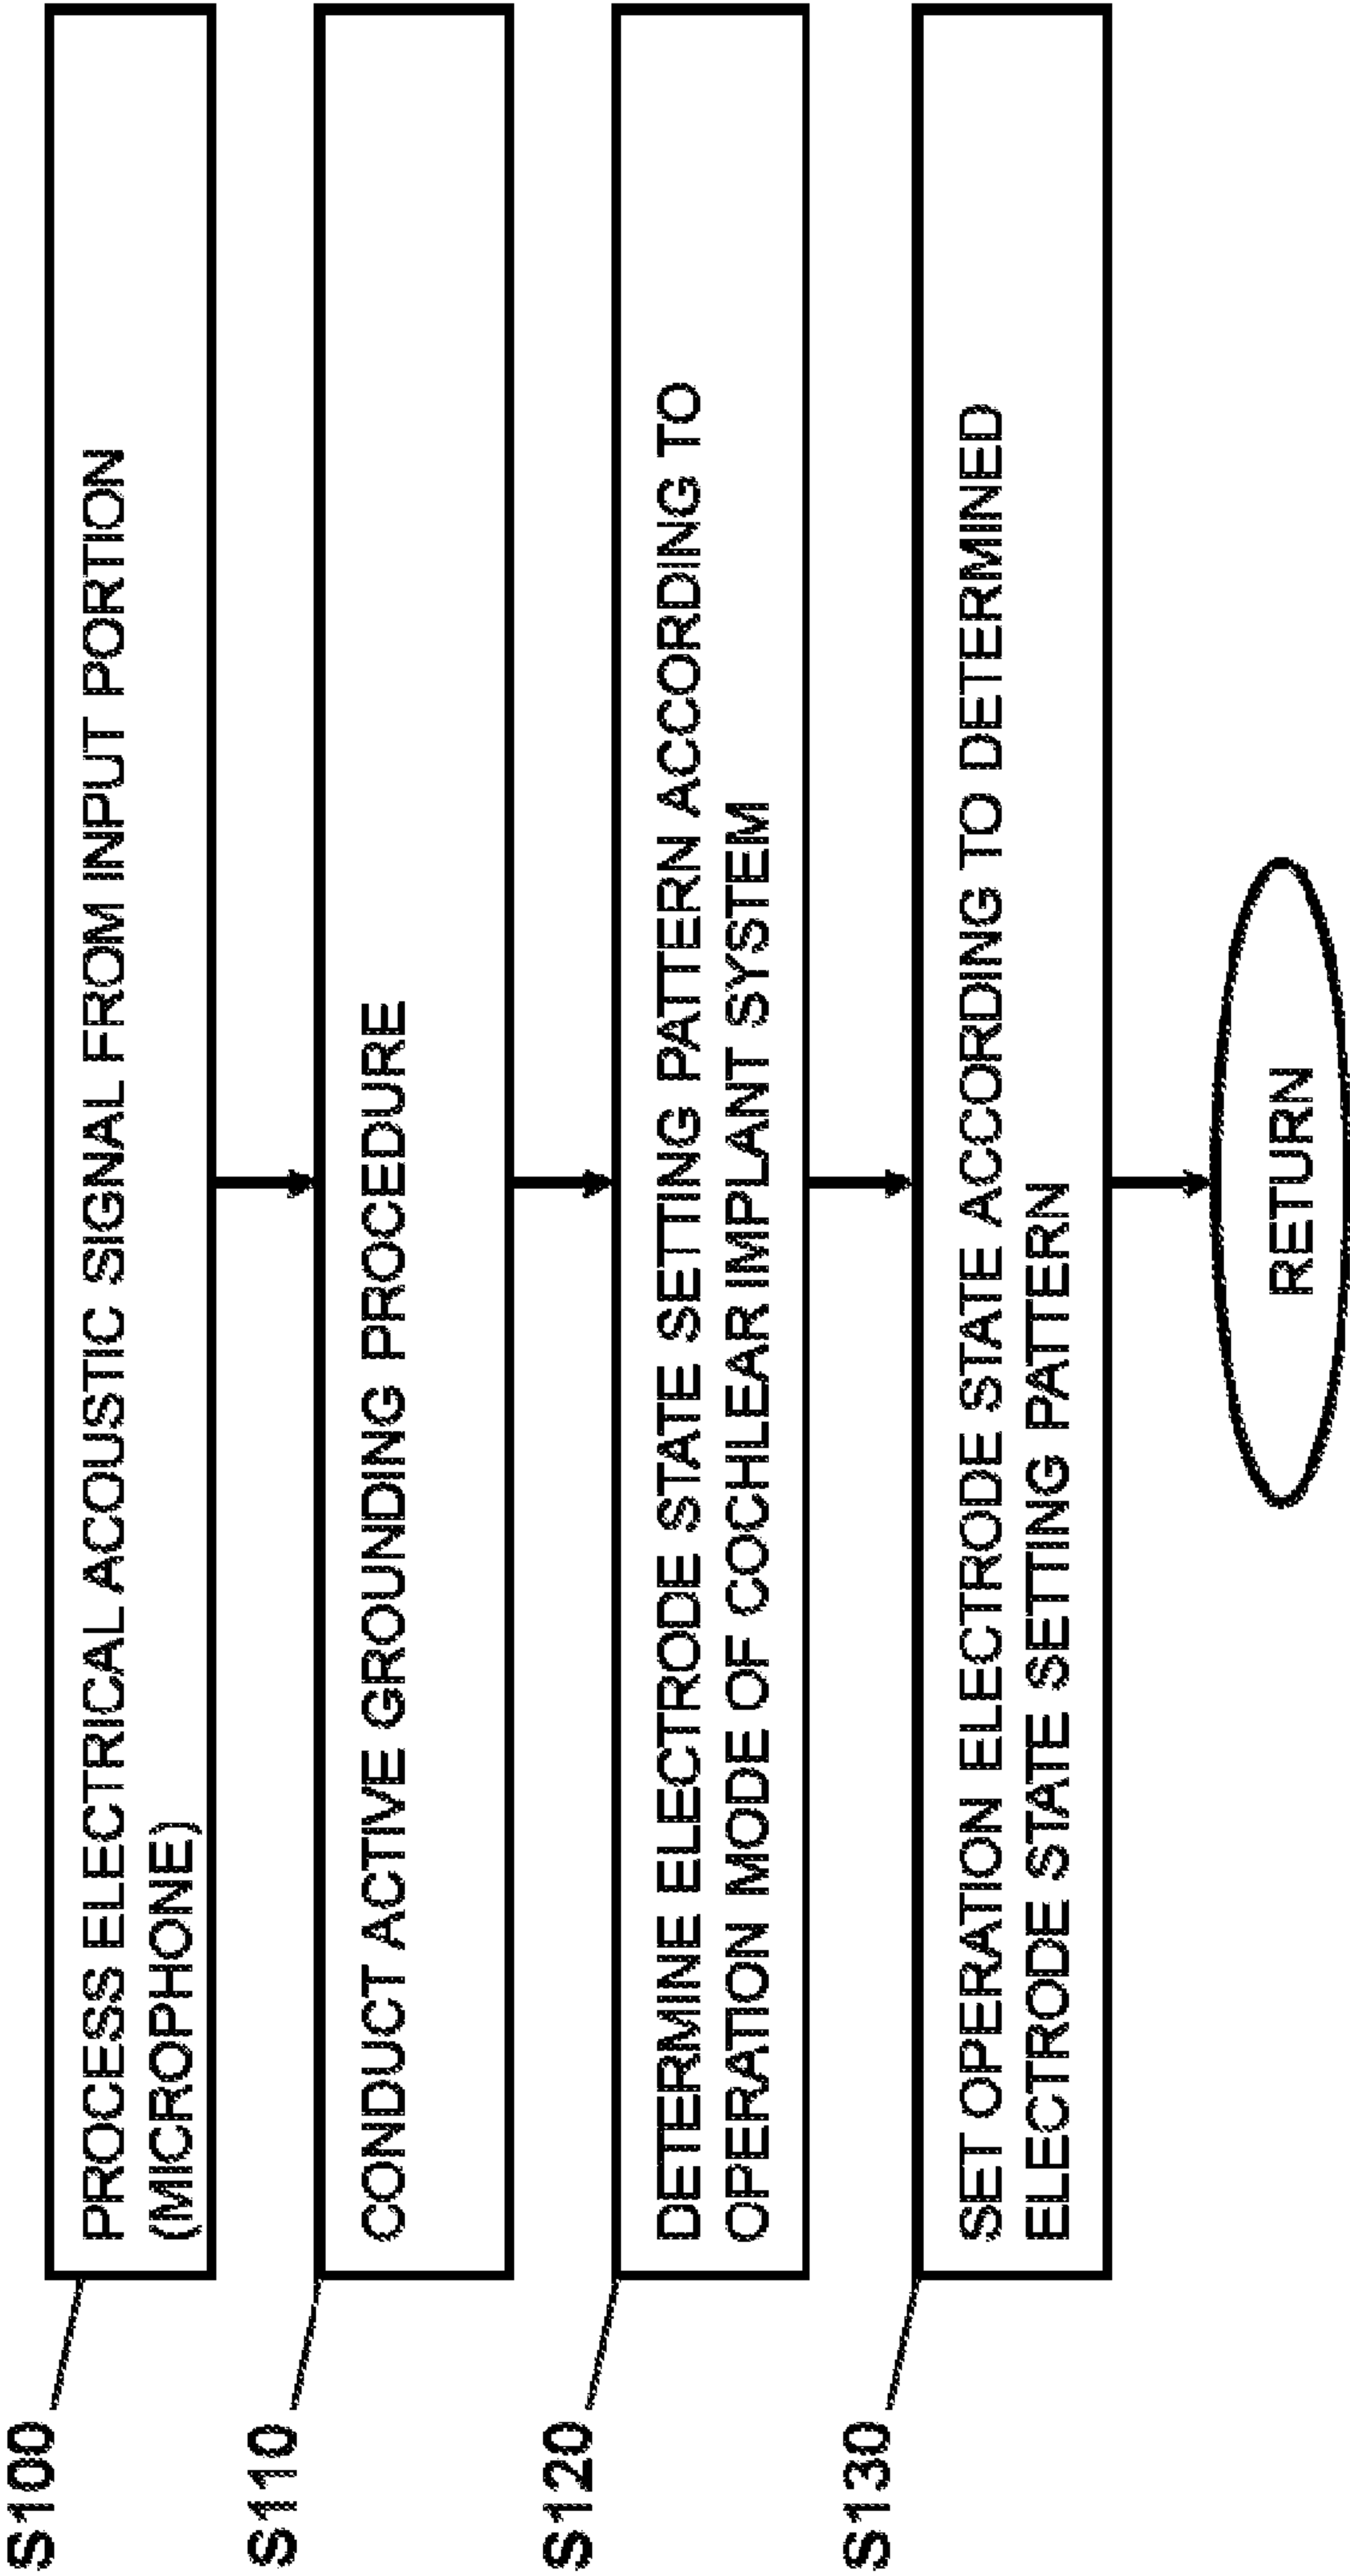 S100
PROCESS ELECTRICAL ACOUSTIC SIGNAL FROM INPUT PORTION
(MICROPHONE)
S110
CONDUCT ACTIVE GROUNDING PROCEDURE
S120
DETERMINE ELECTRODE STATE SETTING PATTERN ACCORDING TO
OPERATION MODE OF COCHLEAR IMPLANT SYSTEM
S130
SET OPERATION ELECTRODE STATE ACCORDING TO DETERMINED
ELECTRODE STATE SETTING PATTERN
RETURN